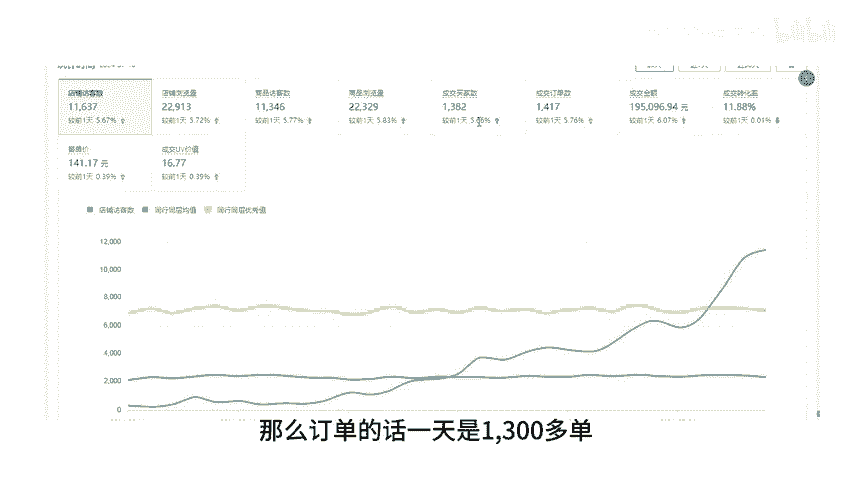 店铺访客数 店铺浏览量 商品访客数 商品浏览量 成交买家数 成交订单数 成交金额 成交转化率
11,637 22,913 11,346 22,329 1,382 1,417 195,096.94 元 11.88%
较前1天 5.67% 较前1天 5.72% 较前1天 5.77% 较前1天 5.83% 较前1天 较前1天 5.76% 较前1天 6.07% 较前1天 0.01%
客单价 成交UV价值
141.17 元 16.77
较前1天 0.39% 较前1天 0.39%
店铺访客数 同行同层均值 同行同层优秀值
12,000
10,000
8,000
6,000
4,000
2,000
0
那么订单的话一天是1,300多单